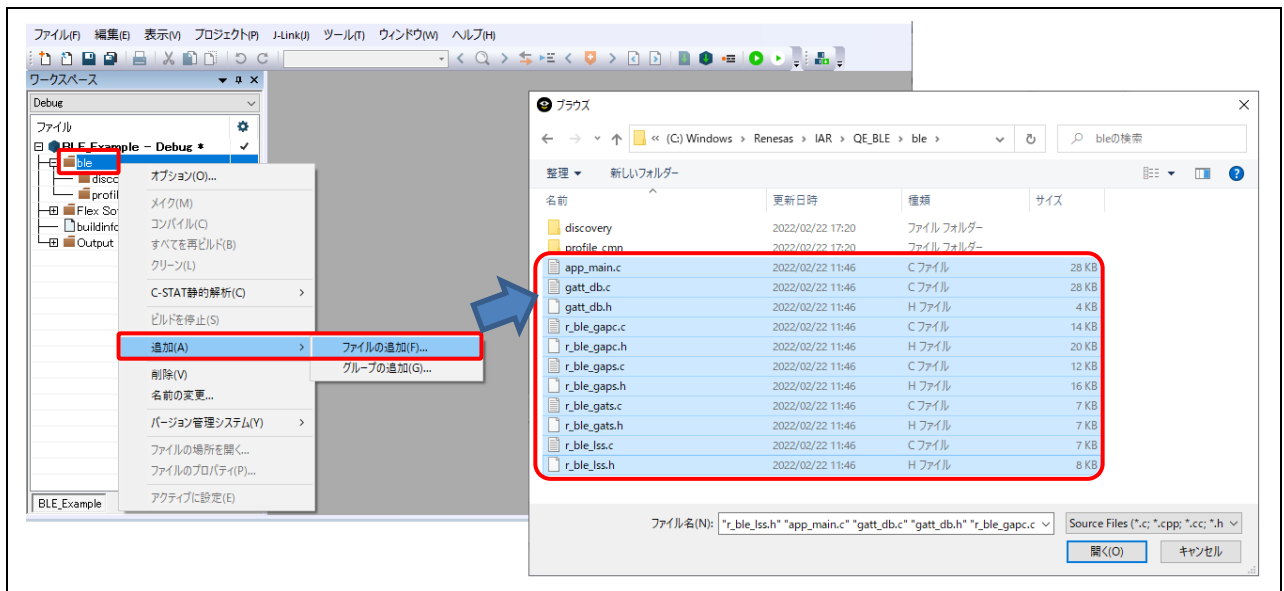 ファイル(F) 編集(E) 表示(V) プロジェクト(P) J-Link(J) ツール(T) ウィンドウ(W) ヘルプ(H)
ワークスペース
Debug
ファイル
BLE_Example - Debug *
ble
disco
profil
Flex So
buildinfo
Output
BLE_Example
オプション(O)...
メイク(M)
コンパイル(C)
すべてを再ビルド(B)
クリーン(L)
C-STAT静的解析(C)
ビルドを停止(S)
追加(A)
削除(V)
名前の変更...
バージョン管理システム(Y)
ファイルの場所を開く...
ファイルのプロパティ(P)...
アクティブに設定(E)
ファイルの追加(F)...
グループの追加(G)...
ブラウズ
« (C:) Windows › Renesas › IAR › QE_BLE › ble ›
bleの検索
整理 新しいフォルダー
名前 更新日時 種類 サイズ
discovery 2022/02/22 17:20 ファイル フォルダー
profile_cmn 2022/02/22 17:20 ファイル フォルダー
app_main.c 2022/02/22 11:46 C ファイル 28 KB
gatt_db.c 2022/02/22 11:46 C ファイル 28 KB
gatt_db.h 2022/02/22 11:46 H ファイル 4 KB
r_ble_gapc.c 2022/02/22 11:46 C ファイル 14 KB
r_ble_gapc.h 2022/02/22 11:46 H ファイル 20 KB
r_ble_gaps.c 2022/02/22 11:46 C ファイル 12 KB
r_ble_gaps.h 2022/02/22 11:46 H ファイル 16 KB
r_ble_gats.c 2022/02/22 11:46 C ファイル 7 KB
r_ble_gats.h 2022/02/22 11:46 H ファイル 7 KB
r_ble_lss.c 2022/02/22 11:46 C ファイル 7 KB
r_ble_lss.h 2022/02/22 11:46 H ファイル 8 KB
ファイル名(N): "r_ble_lss.h" "app_main.c" "gatt_db.c" "gatt_db.h" "r_ble_gapc.c
Source Files (*.c; *.cpp; *.cc; *.h
開く(O) キャンセル